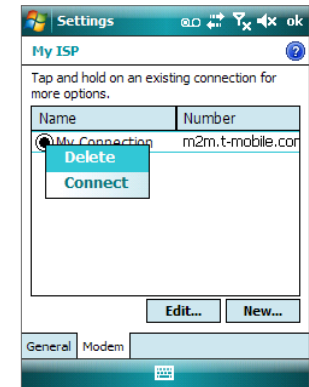 Settings
ok
My ISP
Tap and hold on an existing connection for
more options.
Name Number
My Connection m2m.t-mobile.cor
Delete
Connect
Edit... New...
General Modem